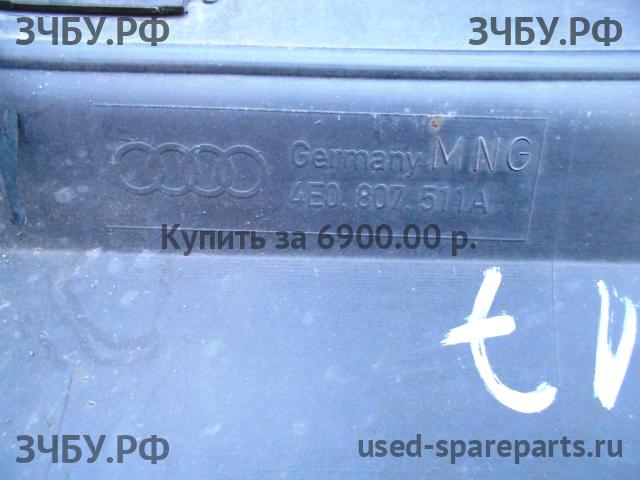 ЗЧБУ.РФ ЗЧБУ.РФ
Germany MNG
4E0. 807. 511A
Купить за 6900.00 р.
ЗЧБУ.РФ used-spareparts.ru